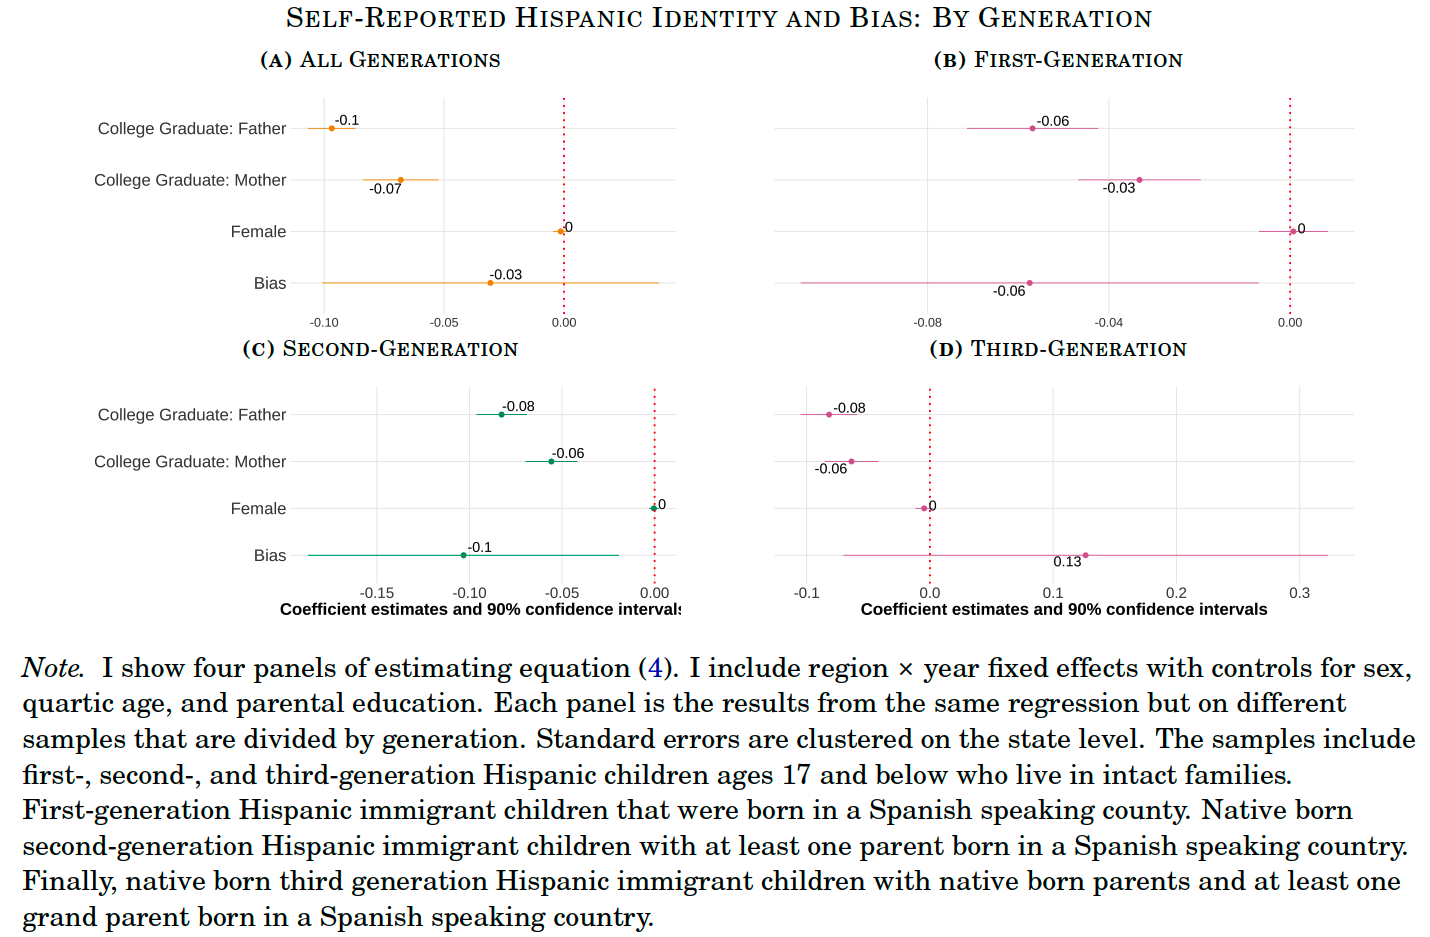 SELF-REPORTED HISPANIC IDENTITY AND BIAS: BY GENERATION
(A) ALL GENERATIONS
College Graduate: Father
-0.1
College Graduate: Mother
-0.07
Female
0
Bias
-0.03
-0.10 -0.05 0.00
(B) FIRST-GENERATION
-0.06
-0.03
0
-0.06
-0.08 -0.04 0.00
(C) SECOND-GENERATION
College Graduate: Father
-0.08
College Graduate: Mother
-0.06
Female
0
Bias
-0.1
-0.15 -0.10 -0.05 0.00
Coefficient estimates and 90% confidence intervals
(D) THIRD-GENERATION
-0.08
-0.06
0
0.13
-0.1 0.0 0.1 0.2 0.3
Coefficient estimates and 90% confidence intervals
Note. I show four panels of estimating equation (4). I include region × year fixed effects with controls for sex,
quartic age, and parental education. Each panel is the results from the same regression but on different
samples that are divided by generation. Standard errors are clustered on the state level. The samples include
first-, second-, and third-generation Hispanic children ages 17 and below who live in intact families.
First-generation Hispanic immigrant children that were born in a Spanish speaking county. Native born
second-generation Hispanic immigrant children with at least one parent born in a Spanish speaking country.
Finally, native born third generation Hispanic immigrant children with native born parents and at least one
grand parent born in a Spanish speaking country.